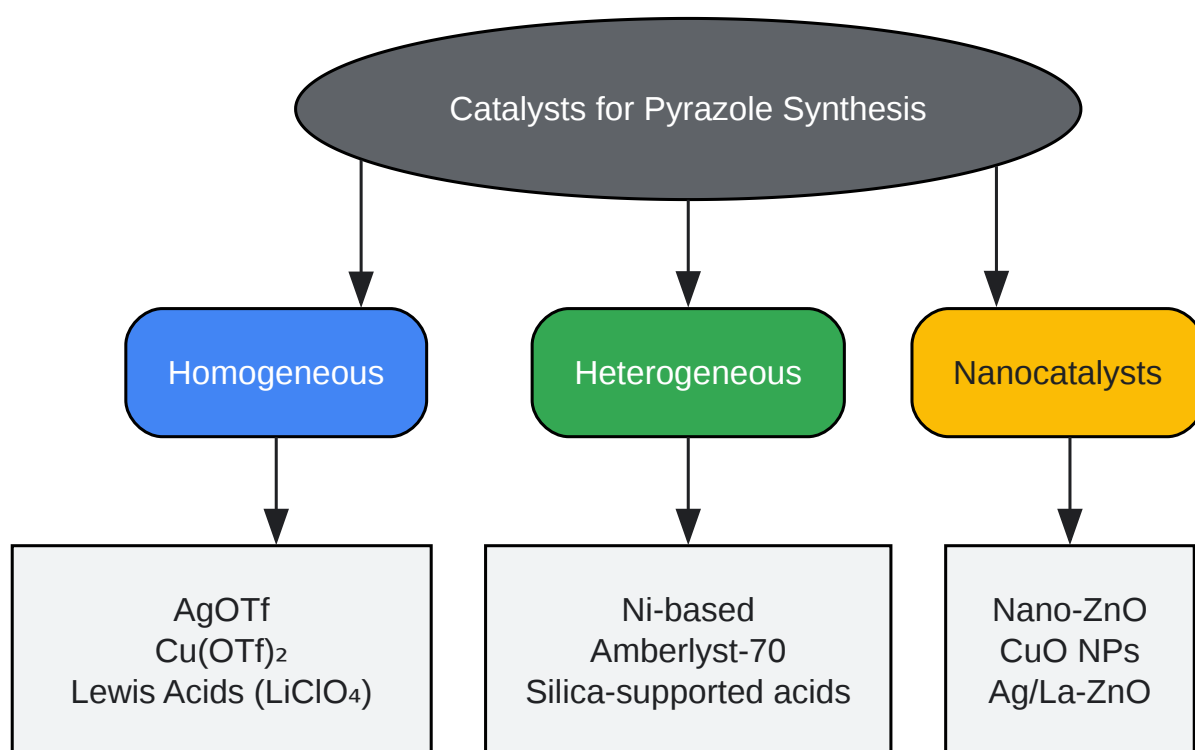 Catalysts for Pyrazole Synthesis
Homogeneous
Heterogeneous
Nanocatalysts
AgOTf
Cu(OTf)₂
Lewis Acids (LiClO₄)
Ni-based
Amberlyst-70
Silica-supported acids
Nano-ZnO
CuO NPs
Ag/La-ZnO